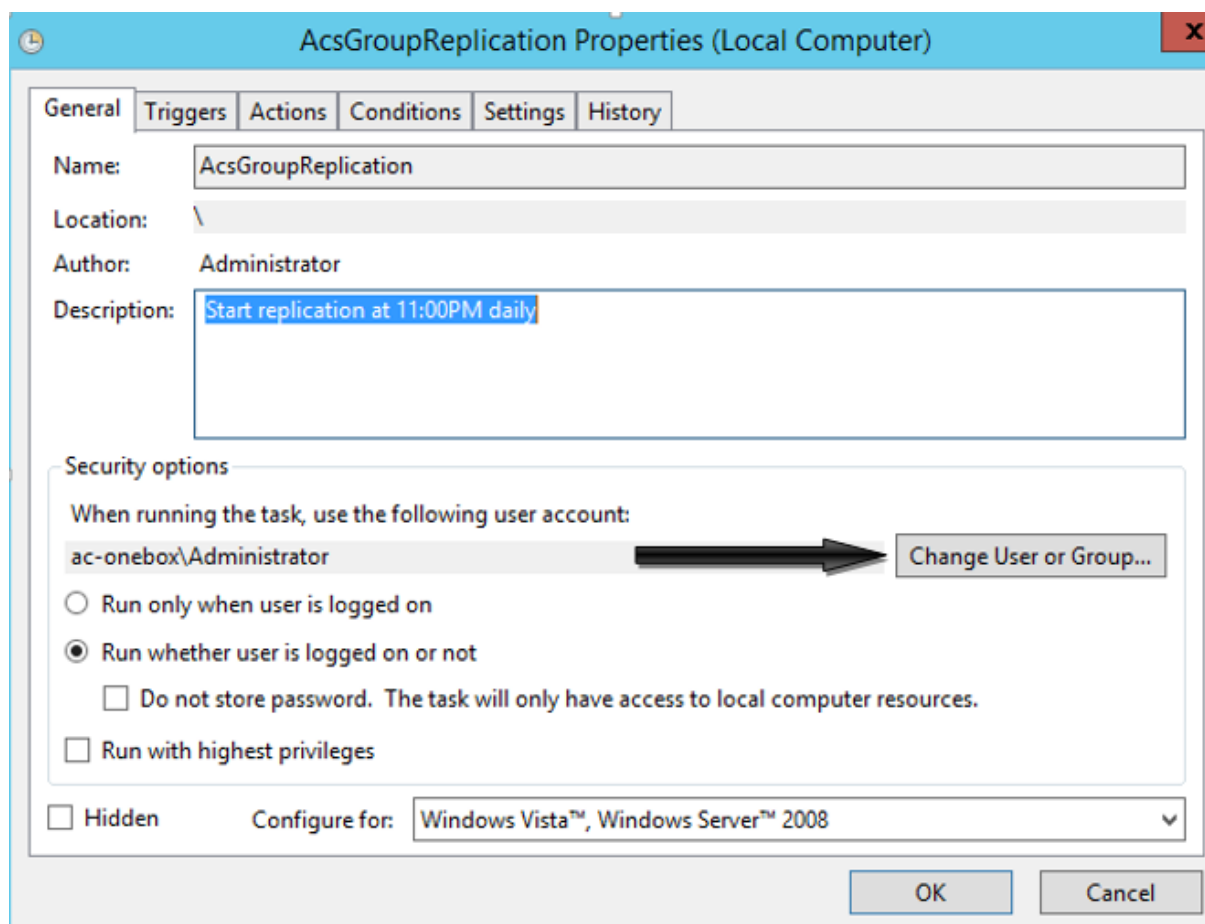 AcsGroupReplication Properties (Local Computer)
x
General Triggers Actions Conditions Settings History
Name: AcsGroupReplication
Location: \
Author: Administrator
Description: Start replication at 11:00PM daily
Security options
When running the task, use the following user account:
ac-onebox\Administrator Change User or Group...
Run only when user is logged on
Run whether user is logged on or not
Do not store password. The task will only have access to local computer resources.
Run with highest privileges
Hidden Configure for: Windows Vista™, Windows Server™ 2008
OK Cancel